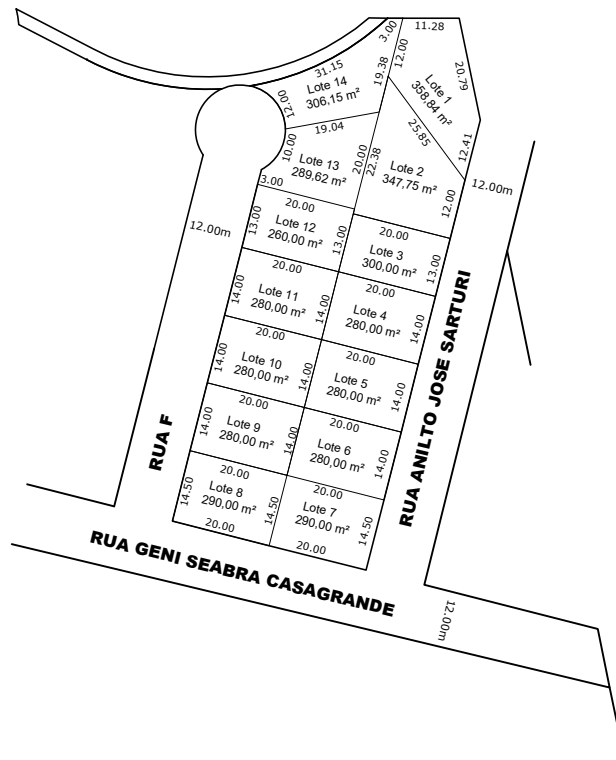 11.28
3.00
12.00
20.79
Lote 1
358,84 m²
19.38
31.15
Lote 14
306,15 m²
12.00
25.85
12.41
19.04
10.00
Lote 13
289,62 m²
20.00
22.38
Lote 2
347,75 m²
12.00m
12.00
3.00
20.00
Lote 12
260,00 m²
13.00
13.00
12.00m
20.00
Lote 3
300,00 m²
13.00
20.00
Lote 11
280,00 m²
14.00
14.00
20.00
Lote 4
280,00 m²
14.00
20.00
Lote 10
280,00 m²
14.00
14.00
20.00
Lote 5
280,00 m²
14.00
20.00
Lote 9
280,00 m²
14.00
14.00
20.00
Lote 6
280,00 m²
14.00
20.00
Lote 8
290,00 m²
14.50
14.50
20.00
20.00
Lote 7
290,00 m²
14.50
20.00
RUA F
RUA ANILTO JOSE SARTURI
RUA GENI SEABRA CASAGRANDE
12.00m